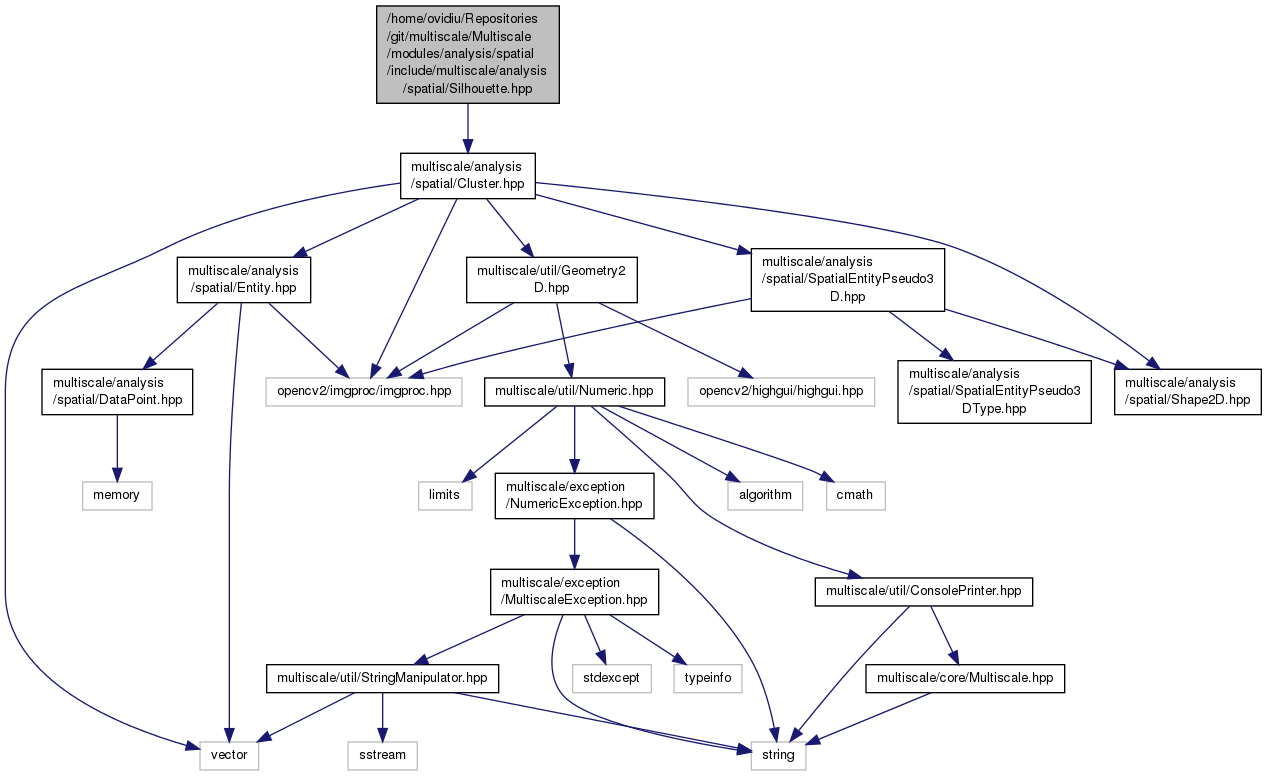 /home/ovidiu/Repositories
/git/multiscale/Multiscale
/modules/analysis/spatial
/include/multiscale/analysis
/spatial/Silhouette.hpp
multiscale/analysis
/spatial/Cluster.hpp
multiscale/analysis
/spatial/Entity.hpp
multiscale/util/Geometry2
D.hpp
multiscale/analysis
/spatial/SpatialEntityPseudo3
D.hpp
multiscale/analysis
/spatial/DataPoint.hpp
opencv2/imgproc/imgproc.hpp
multiscale/util/Numeric.hpp
opencv2/highgui/highgui.hpp
multiscale/analysis
/spatial/SpatialEntityPseudo3
DType.hpp
multiscale/analysis
/spatial/Shape2D.hpp
memory
limits
multiscale/exception
/NumericException.hpp
algorithm
cmath
multiscale/exception
/MultiscaleException.hpp
multiscale/util/ConsolePrinter.hpp
multiscale/util/StringManipulator.hpp
stdexcept
typeinfo
multiscale/core/Multiscale.hpp
vector
sstream
string